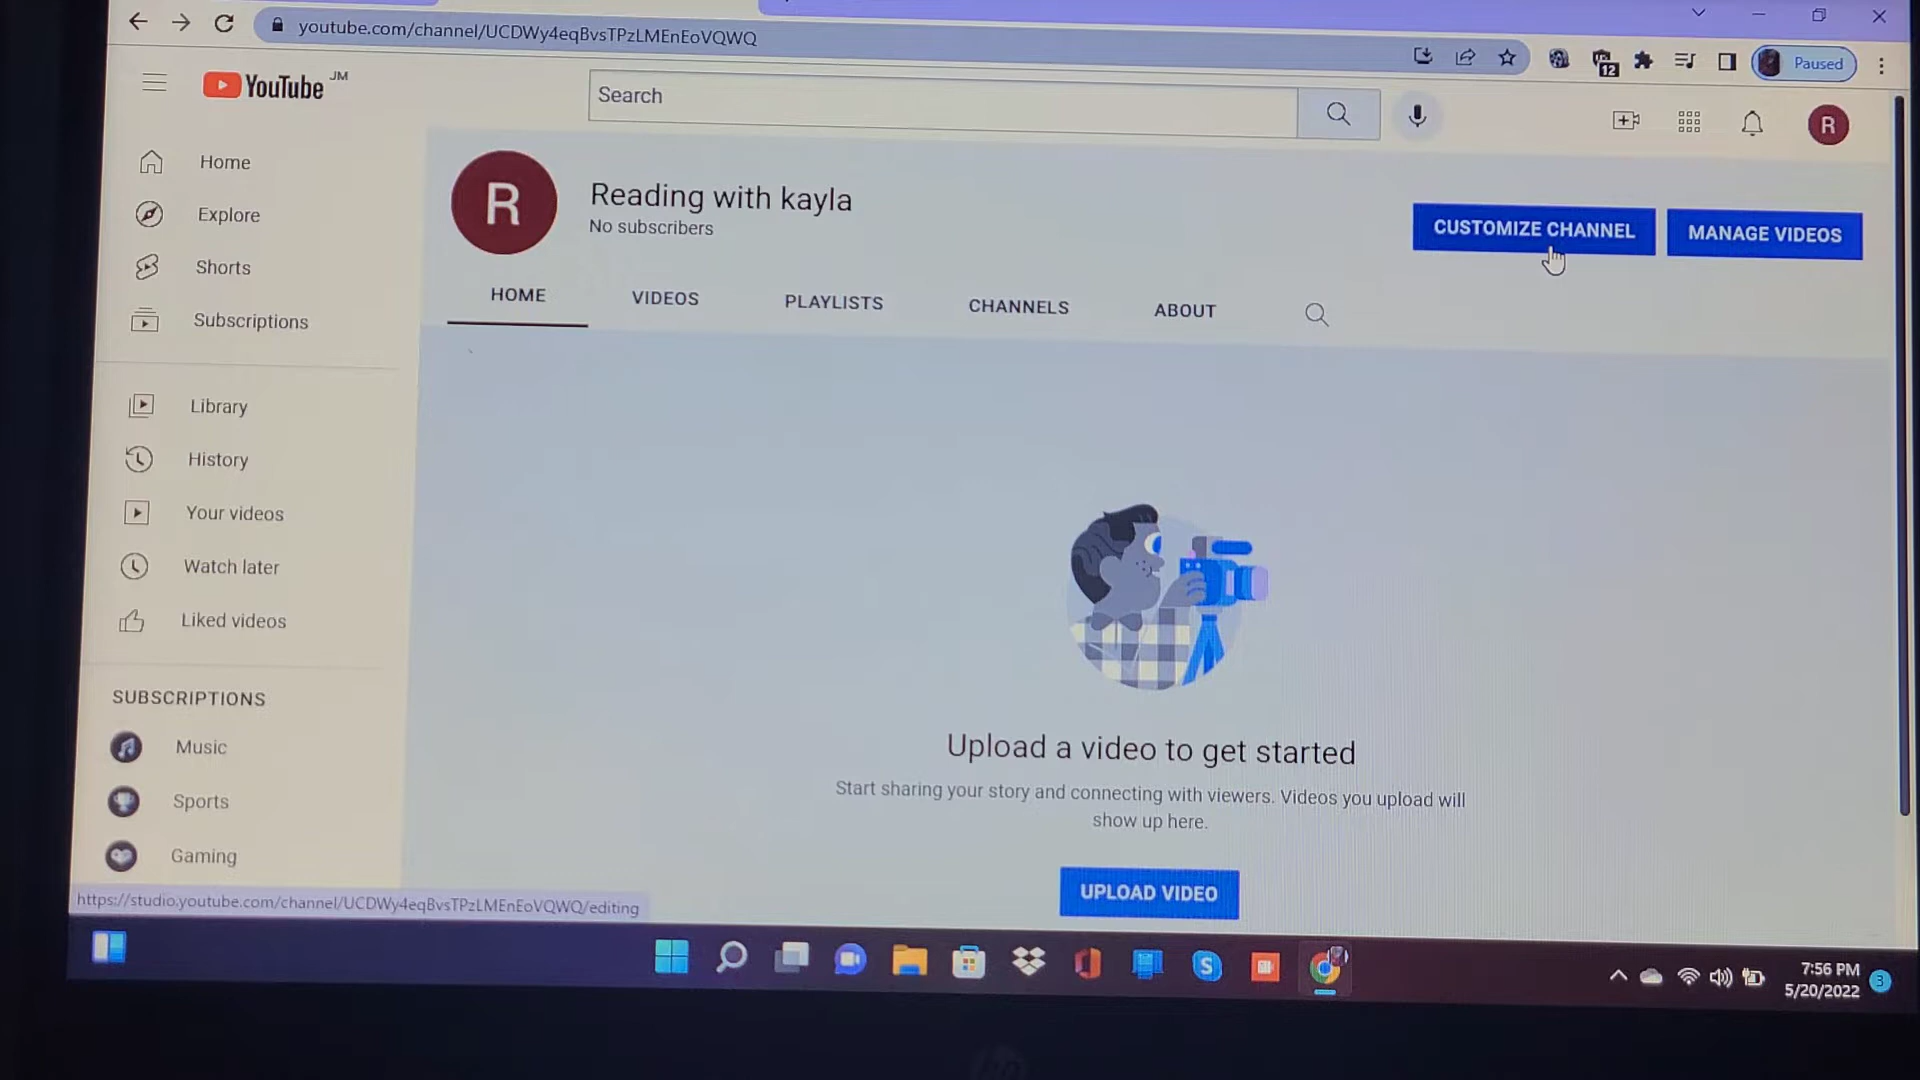 youtube.com/channel/UCDWy4eqBvsTPzLMEnEoVQWQ
12
Paused
YouTube JM
Search
R
Home
Explore
Shorts
Subscriptions
Library
History
Your videos
Watch later
Liked videos
SUBSCRIPTIONS
Music
Sports
Gaming
R
Reading with kayla
No subscribers
CUSTOMIZE CHANNEL
MANAGE VIDEOS
HOME
VIDEOS
PLAYLISTS
CHANNELS
ABOUT
Upload a video to get started
Start sharing your story and connecting with viewers. Videos you upload will
show up here.
UPLOAD VIDEO
https://studio.youtube.com/channel/UCDWy4eqBvsTPzLMEnEoVQWQ/editing
S
7:56 PM
5/20/2022
3
hp